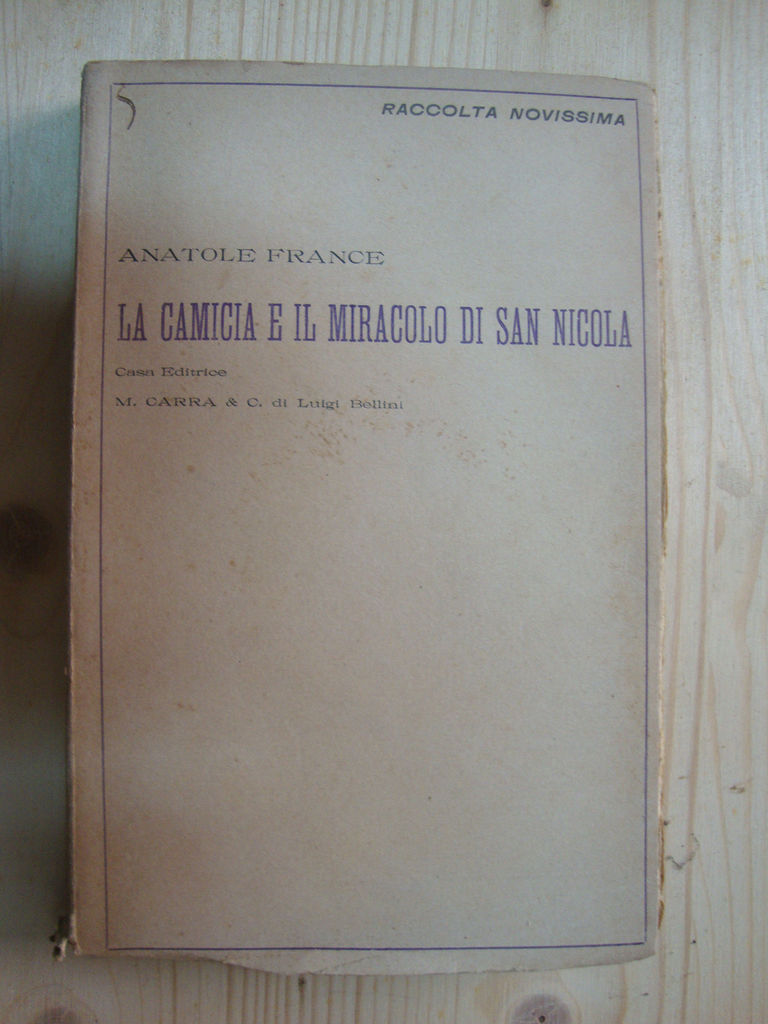 RACCOLTA NOVISSIMA
ANATOLE FRANCE
LA CAMICIA E IL MIRACOLO DI SAN NICOLA
Casa Editrice
M. CARRA & C. di Luigi Bellini